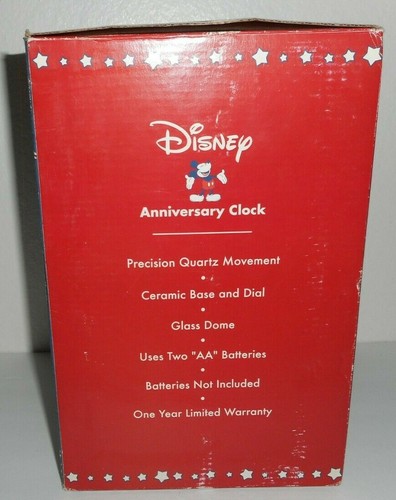 Disney
Anniversary Clock
Precision Quartz Movement
•
Ceramic Base and Dial
•
Glass Dome
•
Uses Two "AA" Batteries
•
Batteries Not Included
•
One Year Limited Warranty